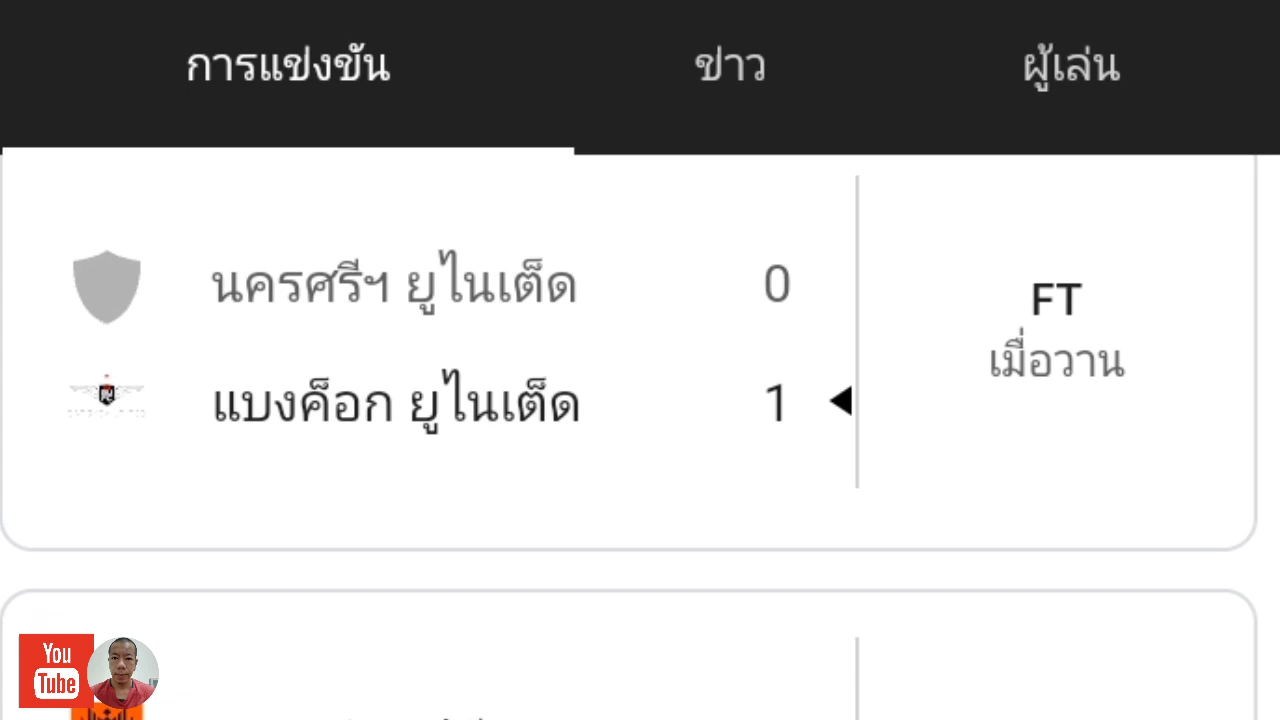 การแข่งขัน ข่าว ผู้เล่น
นครศรีฯ ยูไนเต็ด 0
แบงค็อก ยูไนเต็ด 1
FT
เมื่อวาน
You
Tube